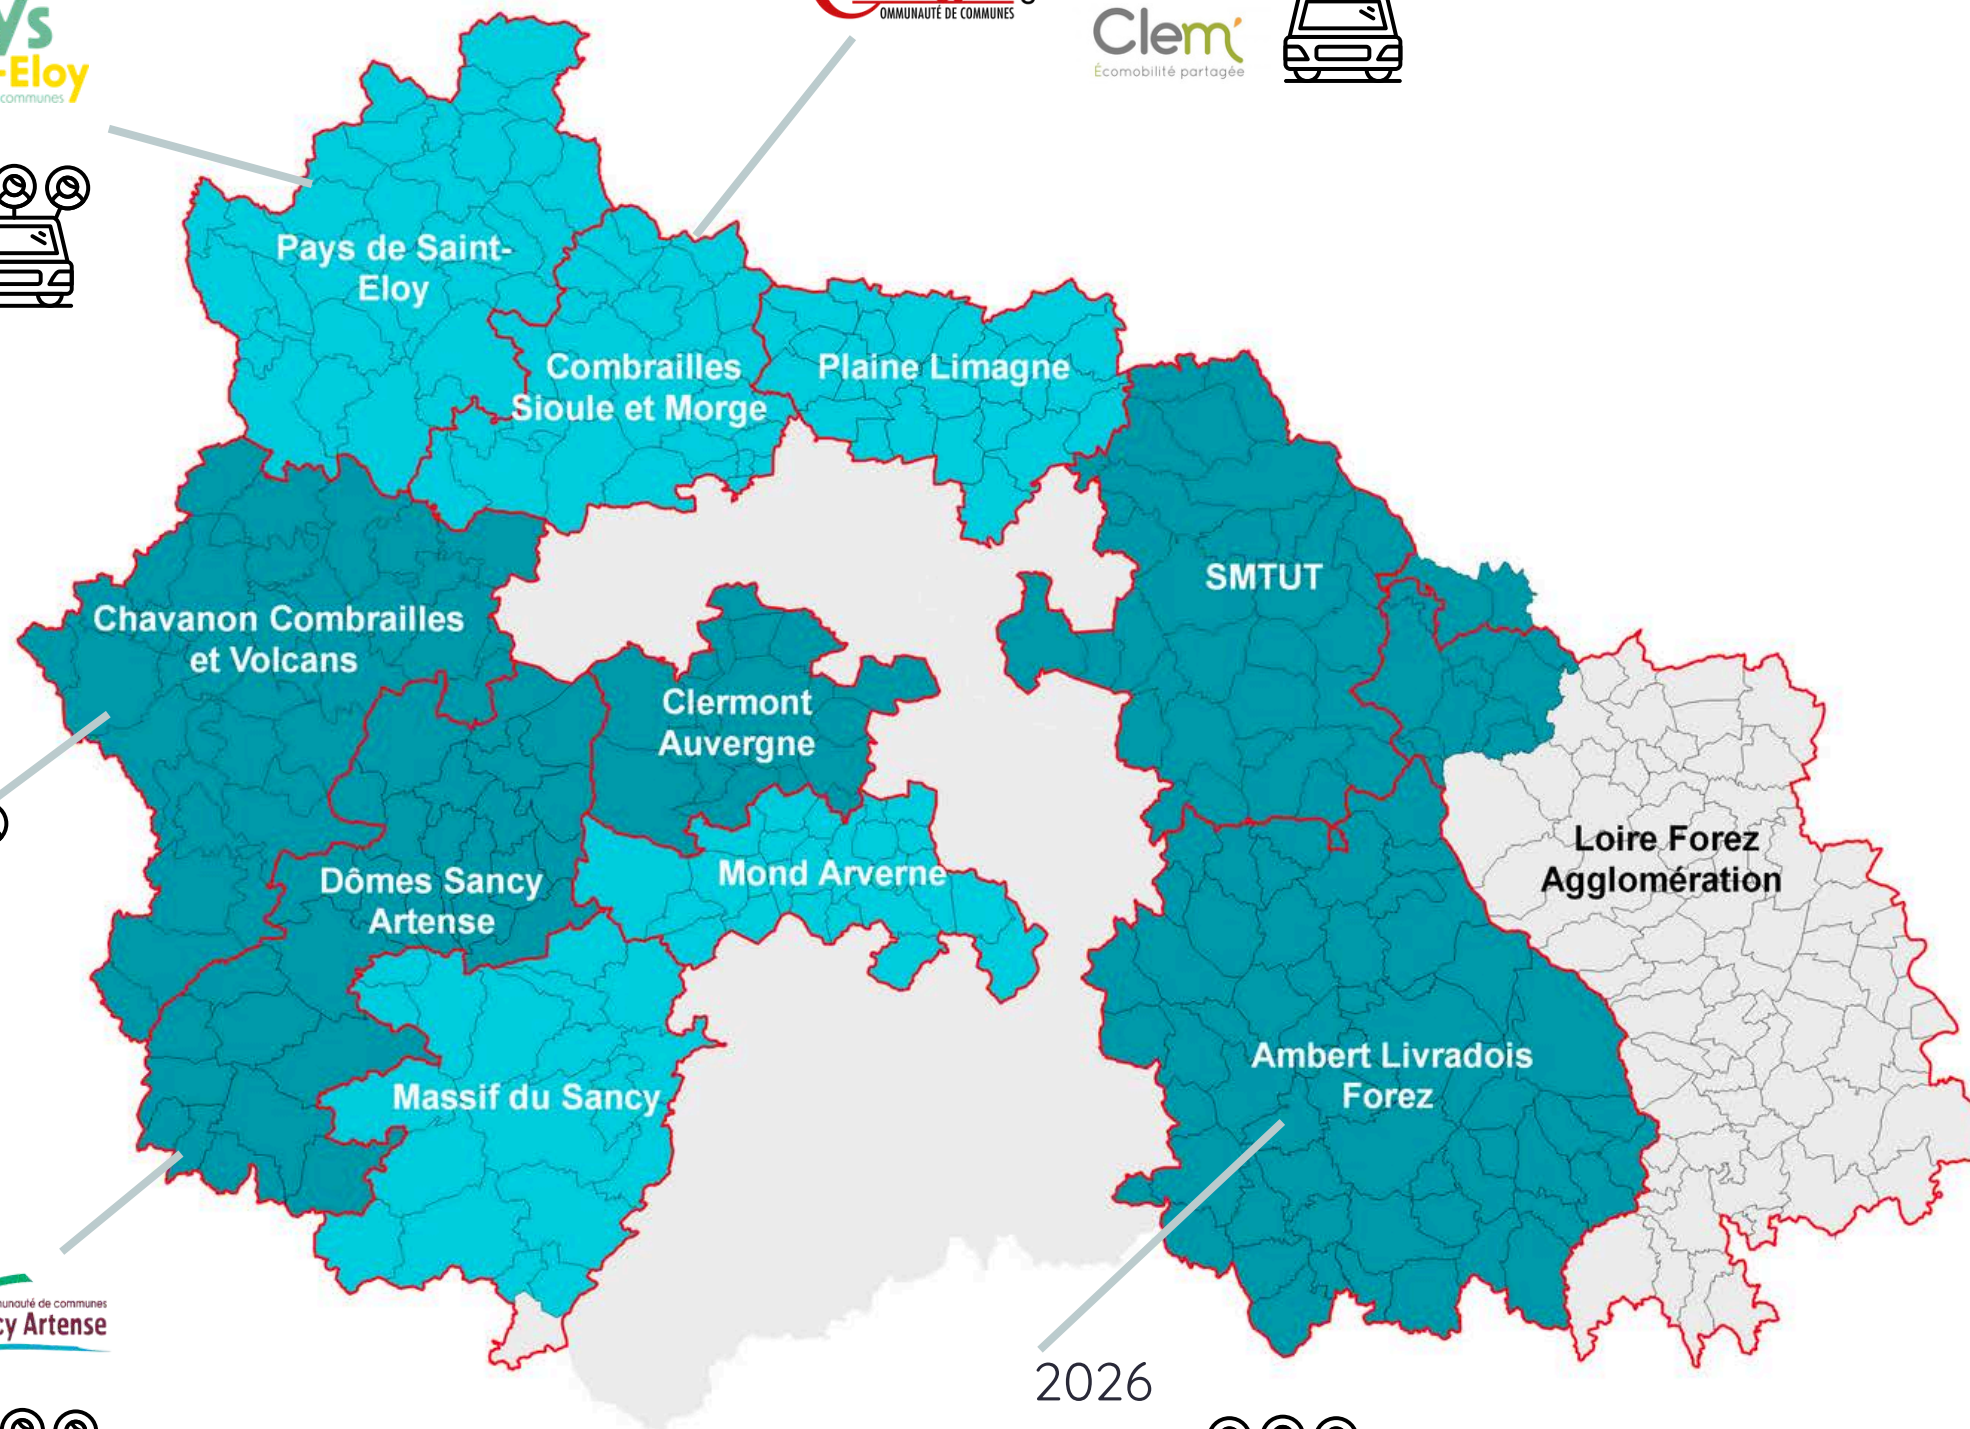 -Eloy
communes
OMMUNAUTÉ DE COMMUNES
Clem'
Écomobilité partagée
Pays de Saint-
Eloy
Combrailles
Sioule et Morge
Plaine Limagne
SMTUT
Chavanon Combrailles
et Volcans
Clermont
Auvergne
Loire Forez
Agglomération
Mond Arverne
Dômes Sancy
Artense
Ambert Livradois
Forez
Massif du Sancy
unauté de communes
cy Artense
2026